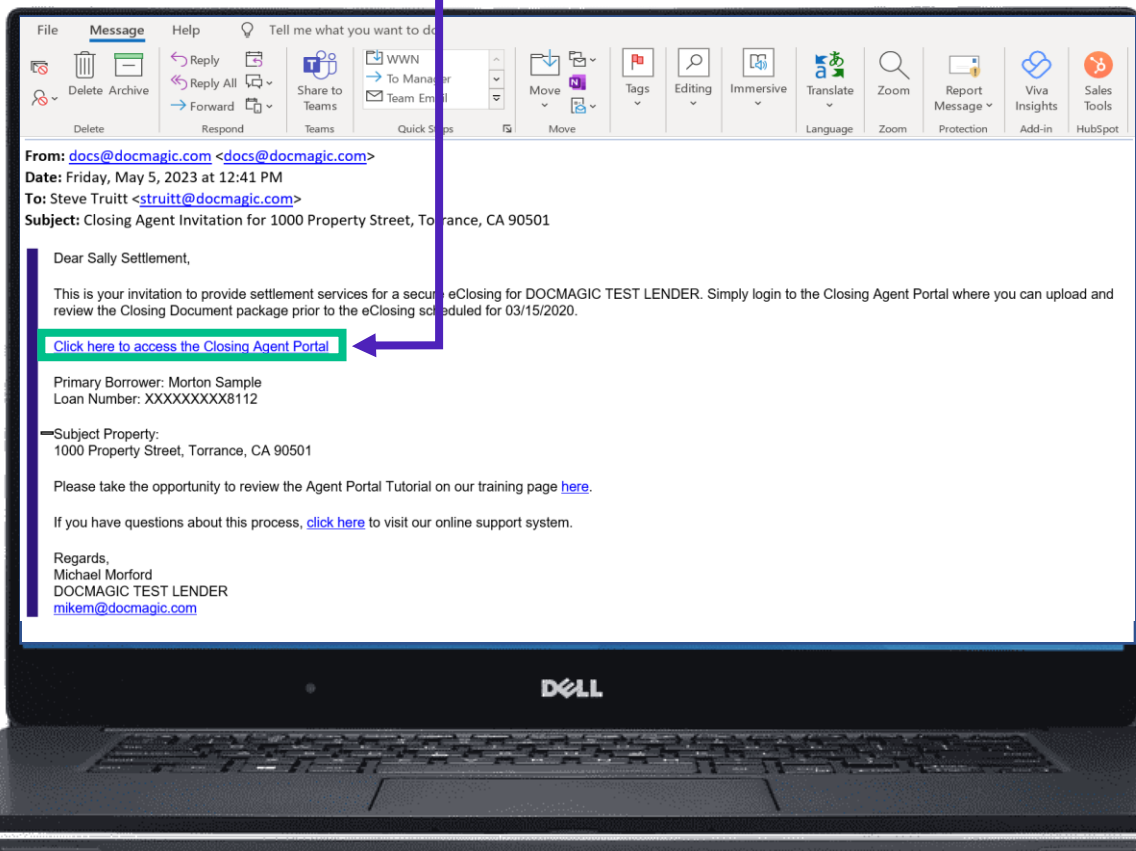 File Message Help Tell me what you want to do
WWN
Reply
To Manager
Reply All
Delete Archive Share to Teams Move Tags Editing Immersive Translate Zoom Report Message Viva Insights Sales Tools
Team Email
Forward
Delete Respond Teams Quick Steps Move Language Zoom Protection Add-in HubSpot
From: docs@docmagic.com <docs@docmagic.com>
Date: Friday, May 5, 2023 at 12:41 PM
To: Steve Truitt <struitt@docmagic.com>
Subject: Closing Agent Invitation for 1000 Property Street, Torrance, CA 90501
Dear Sally Settlement,
This is your invitation to provide settlement services for a secure eClosing for DOCMAGIC TEST LENDER. Simply login to the Closing Agent Portal where you can upload and
review the Closing Document package prior to the eClosing scheduled for 03/15/2020.
Click here to access the Closing Agent Portal
Primary Borrower: Morton Sample
Loan Number: XXXXXXXXX8112
Subject Property:
1000 Property Street, Torrance, CA 90501
Please take the opportunity to review the Agent Portal Tutorial on our training page here.
If you have questions about this process, click here to visit our online support system.
Regards,
Michael Morford
DOCMAGIC TEST LENDER
mikem@docmagic.com
DELL